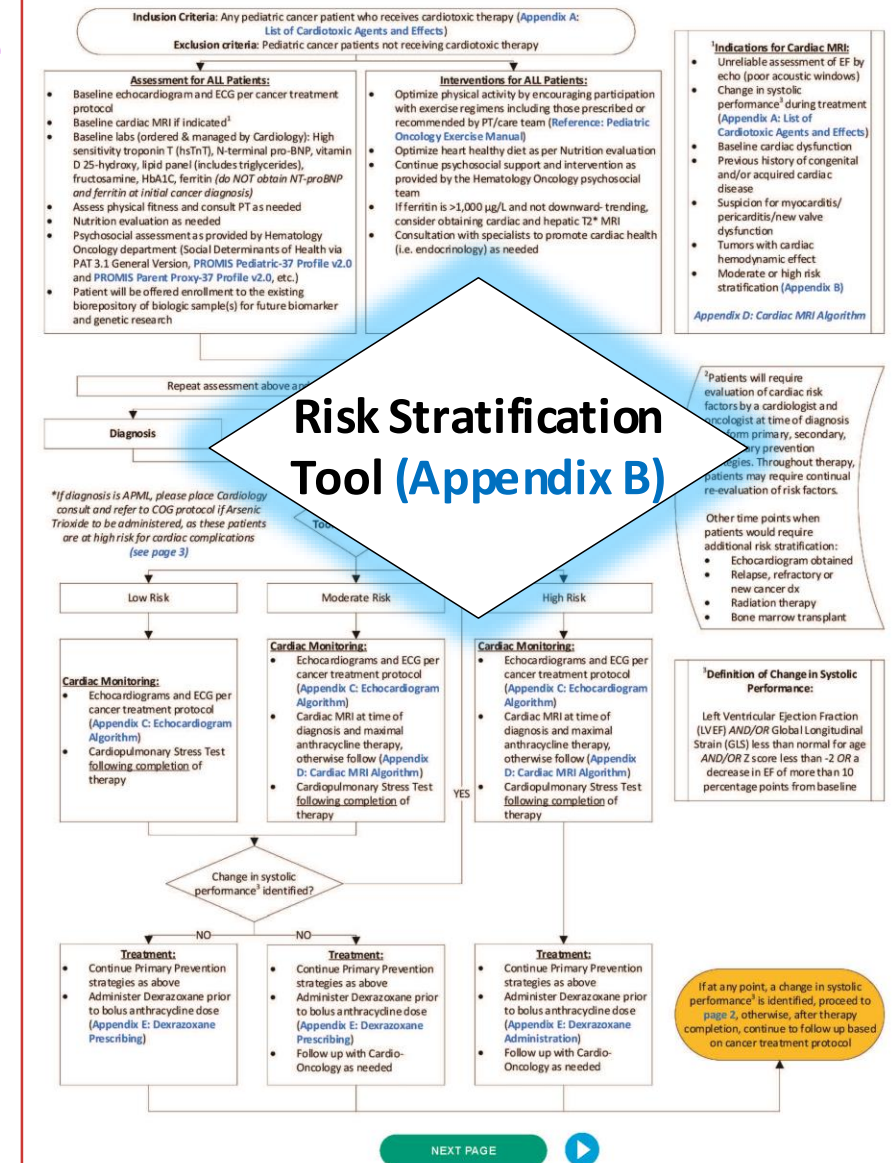 Inclusion Criteria: Any pediatric cancer patient who receives cardiotoxic therapy (Appendix A:
List of Cardiotoxic Agents and Effects)
Exclusion criteria: Pediatric cancer patients not receiving cardiotoxic therapy
Assessment for ALL Patients:
• Baseline echocardiogram and ECG per cancer treatment
protocol
• Baseline cardiac MRI if indicated¹
• Baseline labs (ordered & managed by Cardiology): High
sensitivity troponin T (hsTnT), N-terminal pro-BNP, vitamin
D 25-hydroxy, lipid panel (includes triglycerides),
fructosamine, HbA1C, ferritin (do NOT obtain NT-proBNP
and ferritin at initial cancer diagnosis)
• Assess physical fitness and consult PT as needed
• Nutrition evaluation as needed
• Psychosocial assessment as provided by Hematology
Oncology department (Social Determinants of Health via
PAT 3.1 General Version, PROMIS Pediatric-37 Profile v2.0
and PROMIS Parent Proxy-37 Profile v2.0, etc.)
• Patient will be offered enrollment to the existing
biorepository of biologic sample(s) for future biomarker
and genetic research
Interventions for ALL Patients:
• Optimize physical activity by encouraging participation
with exercise regimens including those prescribed or
recommended by PT/care team (Reference: Pediatric
Oncology Exercise Manual)
• Optimize heart healthy diet as per Nutrition evaluation
• Continue psychosocial support and intervention as
provided by the Hematology Oncology psychosocial
team
• If ferritin is >1,000 µg/L and not downward- trending,
consider obtaining cardiac and hepatic T2* MRI
• Consultation with specialists to promote cardiac health
(i.e. endocrinology) as needed
¹Indications for Cardiac MRI:
• Unreliable assessment of EF by
echo (poor acoustic windows)
• Change in systolic
performance³ during treatment
(Appendix A: List of
Cardiotoxic Agents and Effects)
• Baseline cardiac dysfunction
• Previous history of congenital
and/or acquired cardiac
disease
• Suspicion for myocarditis/
pericarditis/new valve
dysfunction
• Tumors with cardiac
hemodynamic effect
• Moderate or high risk
stratification (Appendix B)
Appendix D: Cardiac MRI Algorithm
Repeat assessment above and
Diagnosis
Risk Stratification
Tool (Appendix B)
²Patients will require
evaluation of cardiac risk
factors by a cardiologist and
oncologist at time of diagnosis
form primary, secondary,
prevention
Throughout therapy,
patients may require continual
re-evaluation of risk factors.
Other time points when
patients would require
additional risk stratification:
• Echocardiogram obtained
• Relapse, refractory or
new cancer dx
• Radiation therapy
• Bone marrow transplant
*If diagnosis is APML, please place Cardiology
consult and refer to COG protocol if Arsenic
Trioxide to be administered, as these patients
are at high risk for cardiac complications
(see page 3)
Low Risk
Moderate Risk
High Risk
Cardiac Monitoring:
• Echocardiograms and ECG per
cancer treatment protocol
(Appendix C: Echocardiogram
Algorithm)
• Cardiopulmonary Stress Test
following completion of
therapy
Cardiac Monitoring:
• Echocardiograms and ECG per
cancer treatment protocol
(Appendix C: Echocardiogram
Algorithm)
• Cardiac MRI at time of
diagnosis and maximal
anthracycline therapy,
otherwise follow (Appendix
D: Cardiac MRI Algorithm)
• Cardiopulmonary Stress Test
following completion of
therapy
YES
Cardiac Monitoring:
• Echocardiograms and ECG per
cancer treatment protocol
(Appendix C: Echocardiogram
Algorithm)
• Cardiac MRI at time of
diagnosis and maximal
anthracycline therapy,
otherwise follow (Appendix
D: Cardiac MRI Algorithm)
• Cardiopulmonary Stress Test
following completion of
therapy
³Definition of Change in Systolic
Performance:
Left Ventricular Ejection Fraction
(LVEF) AND/OR Global Longitudinal
Strain (GLS) less than normal for age
AND/OR Z score less than -2 OR a
decrease in EF of more than 10
percentage points from baseline
Change in systolic
performance³ identified?
NO
NO
Treatment:
• Continue Primary Prevention
strategies as above
• Administer Dexrazoxane prior
to bolus anthracycline dose
(Appendix E: Dexrazoxane
Prescribing)
Treatment:
• Continue Primary Prevention
strategies as above
• Administer Dexrazoxane prior
to bolus anthracycline dose
(Appendix E: Dexrazoxane
Prescribing)
• Follow up with Cardio-
Oncology as needed
Treatment:
• Continue Primary Prevention
strategies as above
• Administer Dexrazoxane prior
to bolus anthracycline dose
(Appendix E: Dexrazoxane
Administration)
• Follow up with Cardio-
Oncology as needed
If at any point, a change in systolic
performance³ is identified, proceed to
page 2, otherwise, after therapy
completion, continue to follow up based
on cancer treatment protocol
NEXT PAGE